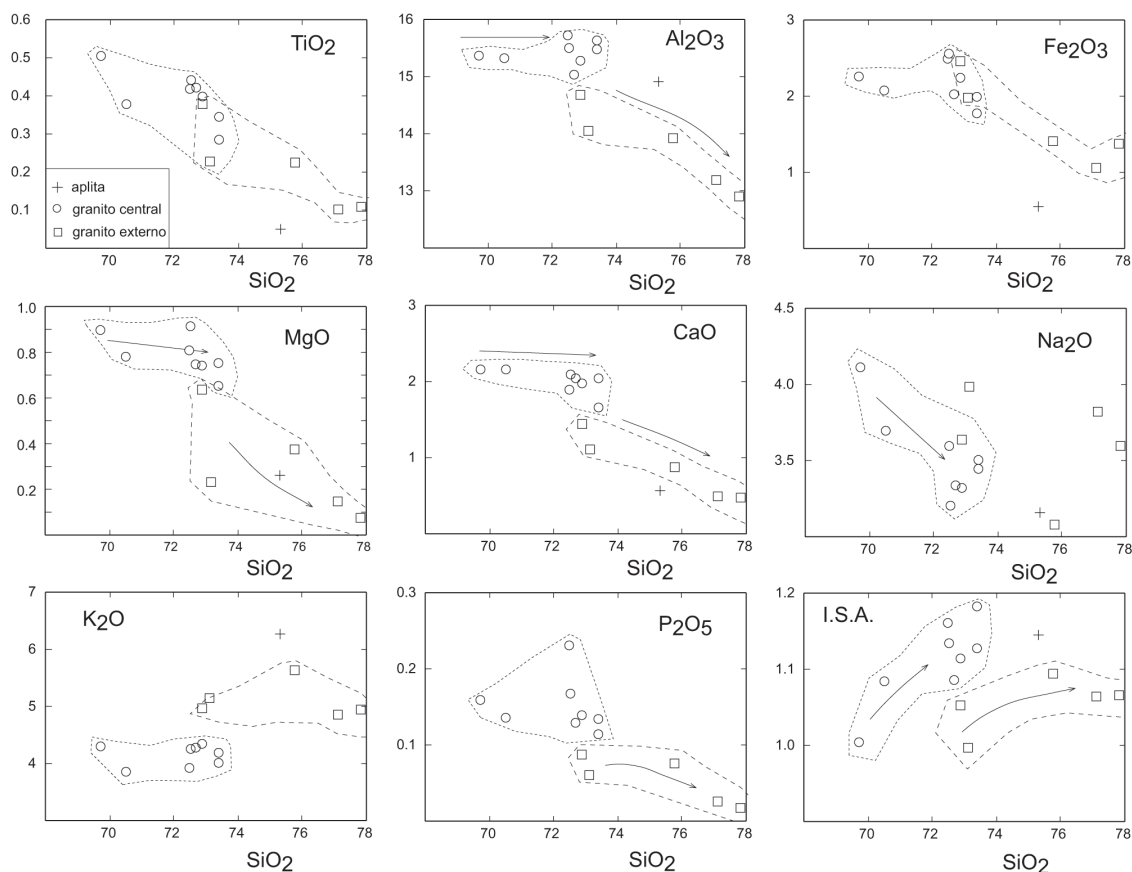 TiO2
0.6
0.5
0.4
0.3
0.2
0.1
aplita
granito central
granito externo
70 72 74 76 78
SiO2
Al2O3
16
15
14
13
70 72 74 76 78
SiO2
Fe2O3
3
2
1
70 72 74 76 78
SiO2
MgO
1.0
0.8
0.6
0.4
0.2
70 72 74 76 78
SiO2
CaO
3
2
1
70 72 74 76 78
SiO2
Na2O
4.5
4.0
3.5
70 72 74 76 78
SiO2
K2O
7
6
5
4
70 72 74 76 78
SiO2
P2O5
0.3
0.2
0.1
70 72 74 76 78
SiO2
I.S.A.
1.2
1.1
1.0
70 72 74 76 78
SiO2